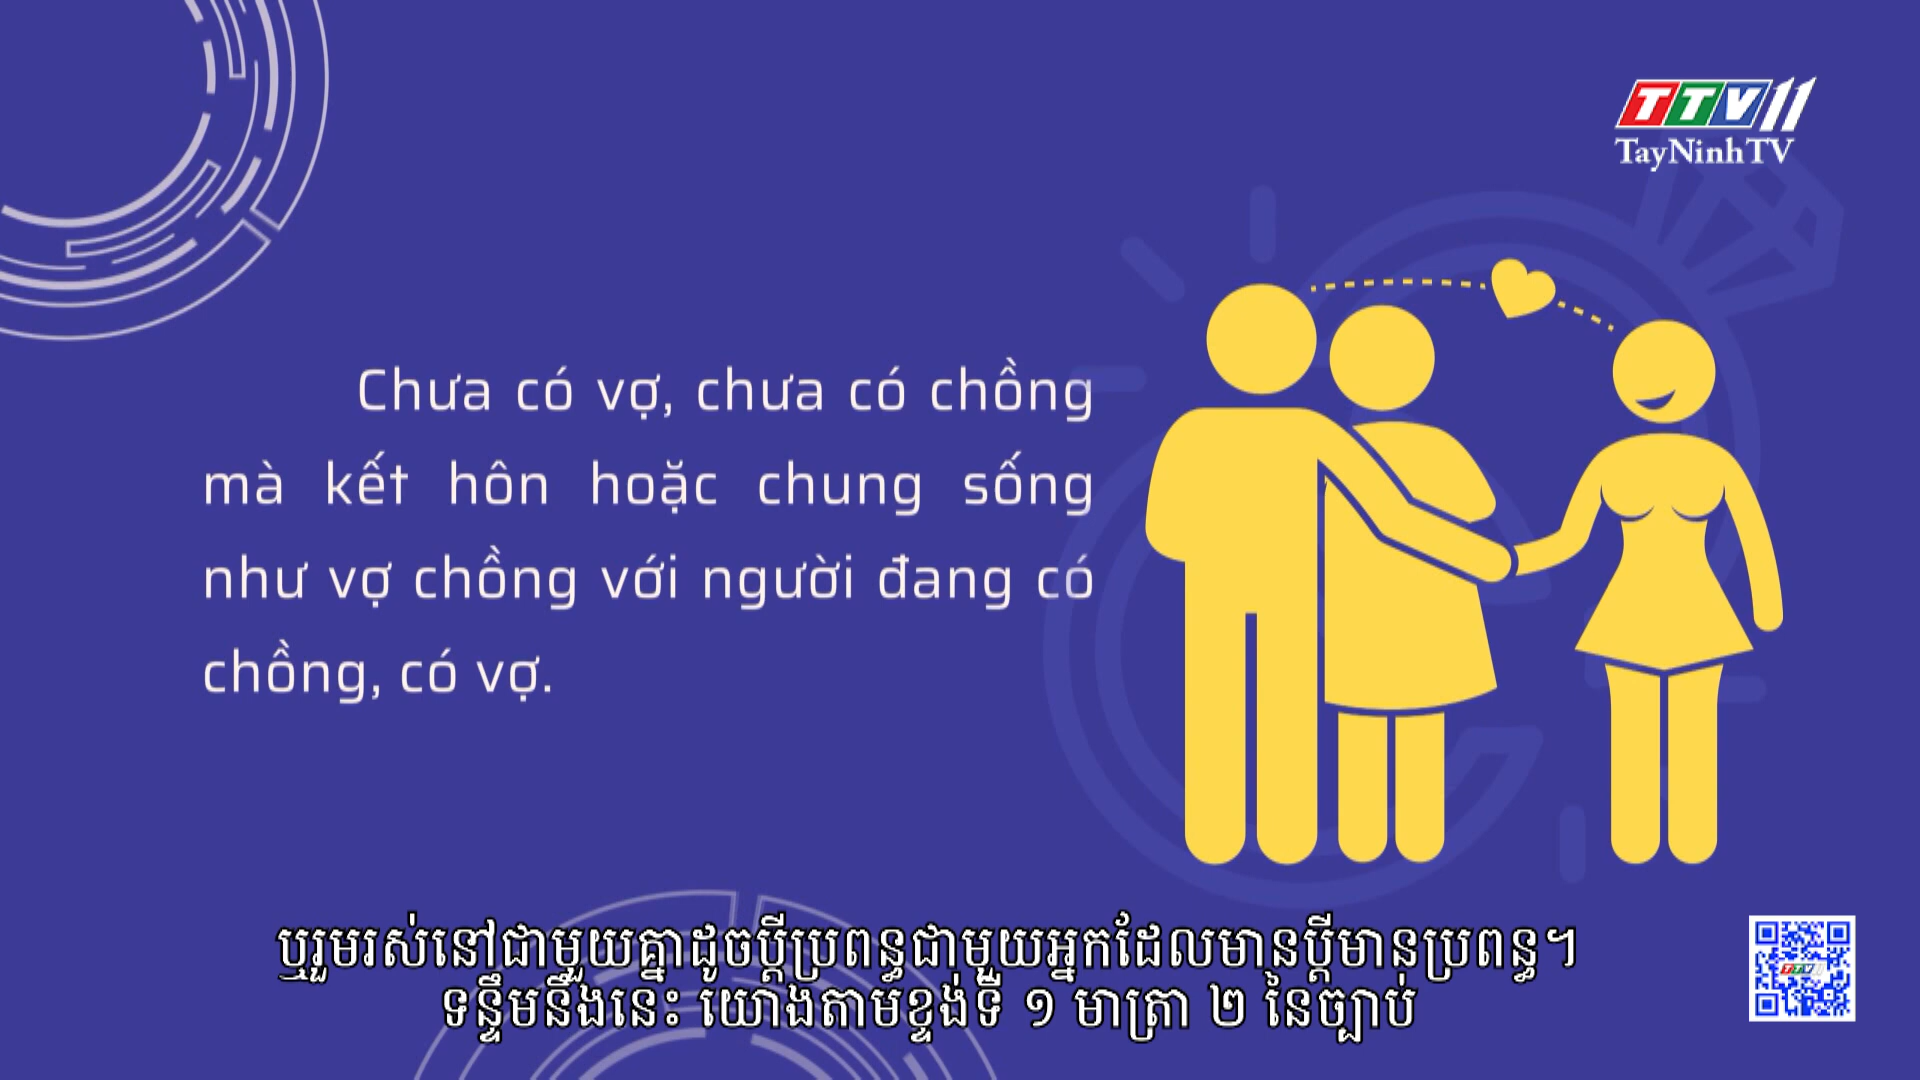 TTV11
TayNinhTV
Chưa có vợ, chưa có chồng
mà kết hôn hoặc chung sống
như vợ chồng với người đang có
chồng, có vợ.
ឬរួមរស់នៅជាមួយគ្នាដូចប្តីប្រពន្ធជាមួយអ្នកដែលមានប្តីមានប្រពន្ធ។
ទន្ទឹមនឹងនេះ យោងតាមខ្ទង់ទី ១ មាត្រា ២ នៃច្បាប់
TTV11